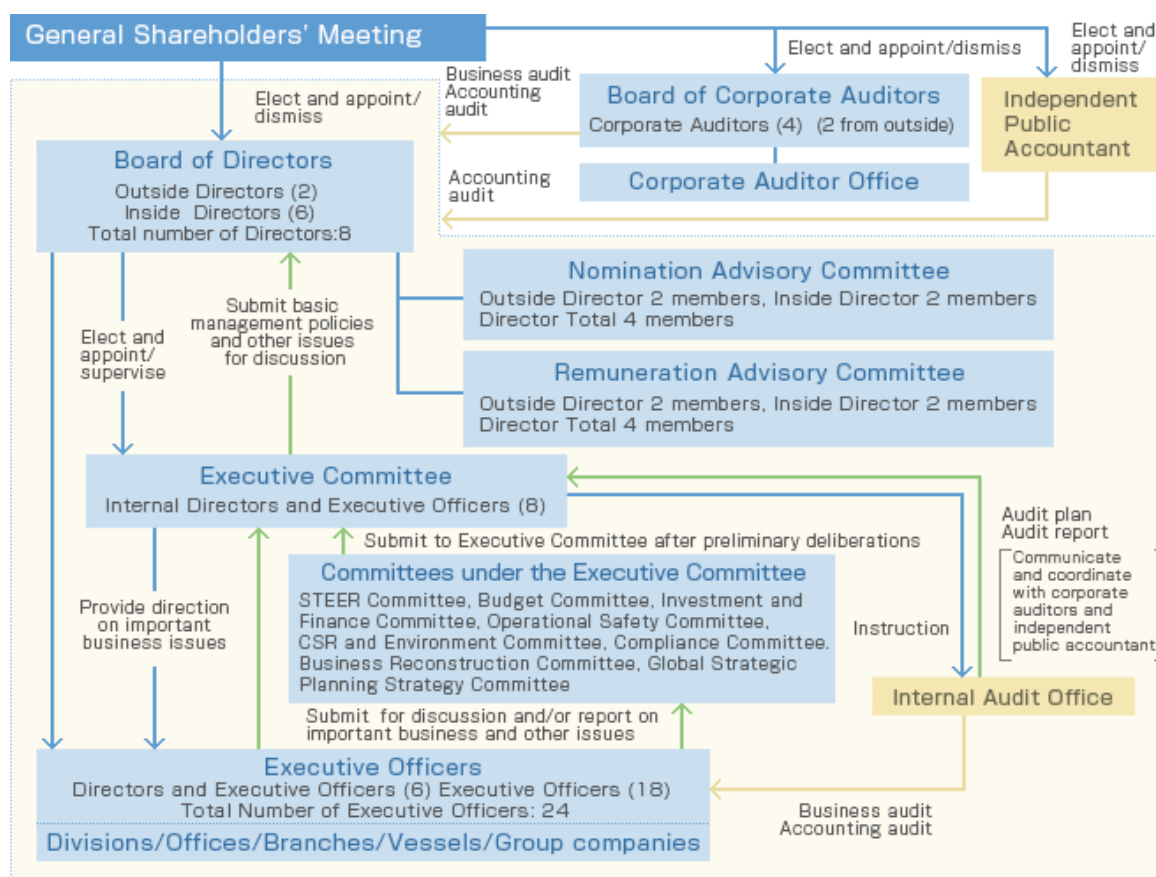 General Shareholders' Meeting
Elect and appoint/dismiss
Elect and
appoint/
dismiss
Business audit
Accounting
audit
Board of Corporate Auditors
Corporate Auditors (4)  (2 from outside)
Independent
Public
Accountant
Elect and appoint/
dismiss
Board of Directors
Outside Directors (2)
Inside  Directors (6)
Total number of Directors:8
Accounting
audit
Corporate Auditor Office
Nomination Advisory Committee
Outside Director 2 members, Inside Director 2 members
Director Total 4 members
Submit basic
management policies
and other issues
for discussion
Elect and
appoint/
supervise
Remuneration Advisory Committee
Outside Director 2 members, Inside Director 2 members
Director Total 4 members
Executive Committee
Internal Directors and Executive Officers (8)
Audit plan
Audit report
Communicate
and coordinate
with corporate
auditors and
independent
public accountant
Submit to Executive Committee after preliminary deliberations
Committees under the Executive Committee
STEER Committee, Budget Committee, Investment and
Finance Committee, Operational Safety Committee,
CSR and Environment Committee, Compliance Committee.
Business Reconstruction Committee, Global Strategic
Planning Strategy Committee
Provide direction
on important
business issues
Instruction
Internal Audit Office
Submit  for discussion and/or report on
important business and other issues
Executive Officers
Directors and Executive Officers (6) Executive Officers (18)
Total Number of Executive Officers: 24
Divisions/Offices/Branches/Vessels/Group companies
Business audit
Accounting audit